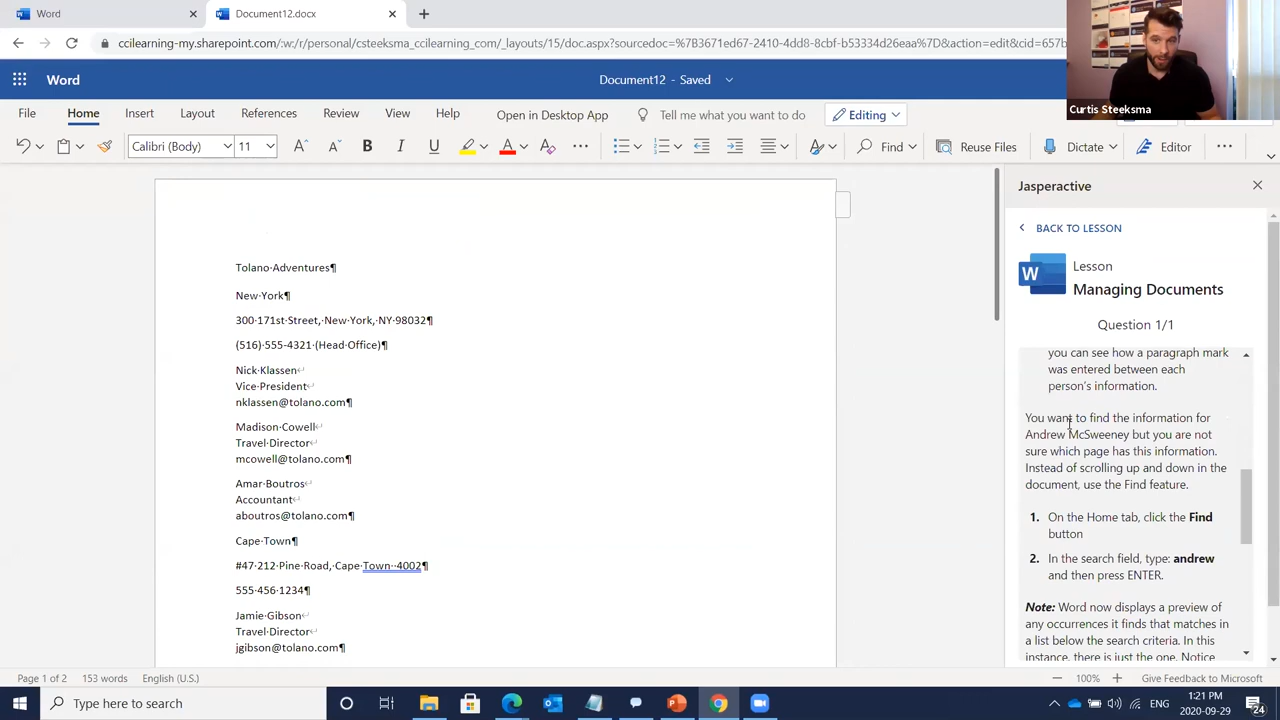 Word
Document12.docx
ccilearning-my.sharepoint.com/:w:/r/personal/csteeksma_ccilearning_com/_layouts/15/doc.aspx?sourcedoc=%7B3671ed67-2410-4dd8-8cbf-b53334d26eaa%7D&action=edit&cid=657b
Curtis Steeksma
Word
Document12 - Saved
File Home Insert Layout References Review View Help Open in Desktop App Tell me what you want to do Editing
Calibri (Body) 11 A A B I U A A Find Reuse Files Dictate Editor
Tolano·Adventures¶
New·York¶
300·171st·Street,·New·York,·NY·98032¶
(516)·555-4321·(Head·Office)¶
Nick·Klassen↵
Vice·President↵
nklassen@tolano.com¶
Madison·Cowell↵
Travel·Director↵
mcowell@tolano.com¶
Amar·Boutros↵
Accountant↵
aboutros@tolano.com¶
Cape·Town¶
#47·212·Pine·Road,·Cape·Town··4002¶
555·456·1234¶
Jamie·Gibson↵
Travel·Director↵
jgibson@tolano.com¶
Jasperactive
BACK TO LESSON
Lesson
Managing Documents
Question 1/1
you can see how a paragraph mark
was entered between each
person's information.
You want to find the information for
Andrew McSweeney but you are not
sure which page has this information.
Instead of scrolling up and down in the
document, use the Find feature.
1. On the Home tab, click the Find
button
2. In the search field, type: andrew
and then press ENTER.
Note: Word now displays a preview of
any occurrences it finds that matches in
a list below the search criteria. In this
instance, there is just the one. Notice
Page 1 of 2 153 words English (U.S.) 100% Give Feedback to Microsoft
Type here to search
ENG
1:21 PM
2020-09-29
24